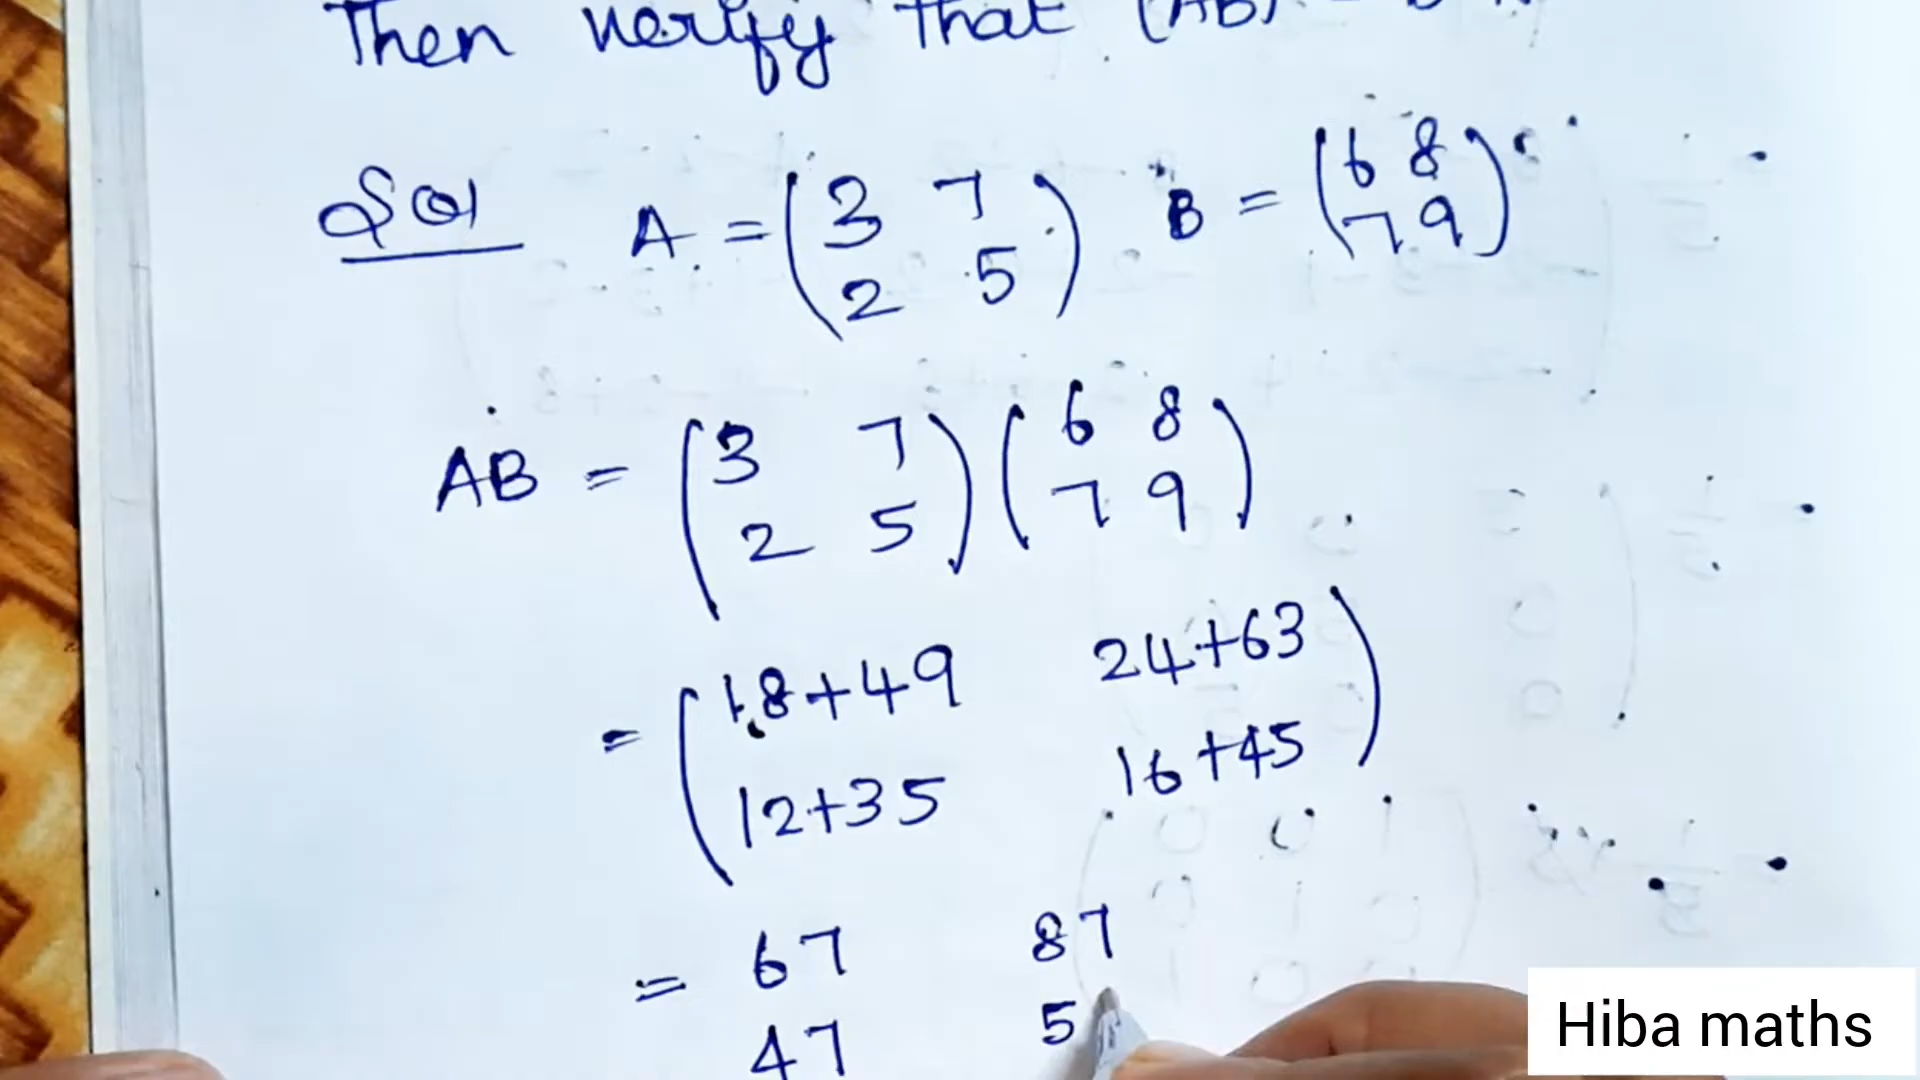 Then verify that (AB)
Sol A = (3 7 B = (6 8
2 5) 7 9)
AB = (3 7 (6 8
2 5) 7 9)
= (18+49 24+63
12+35 16+45)
= 67 87
47 5
Hiba maths